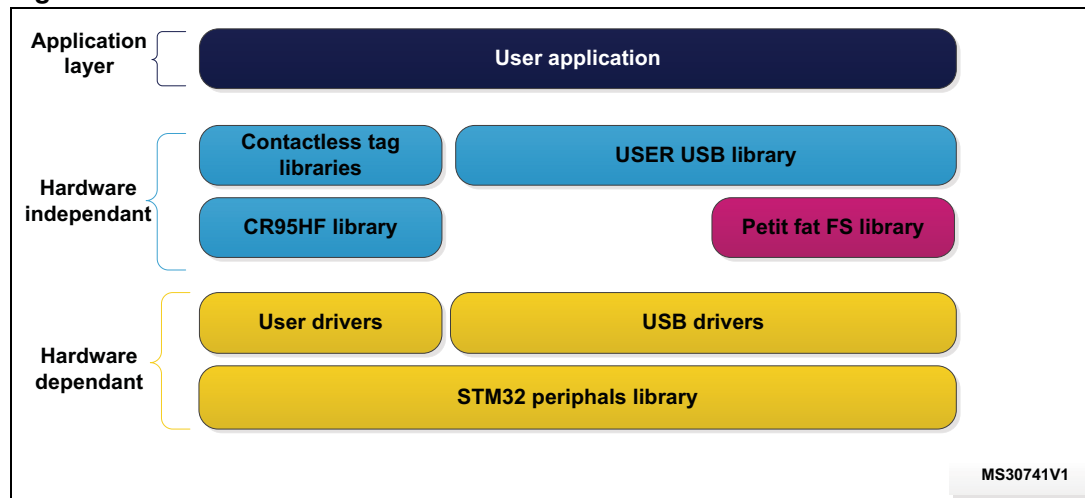 Application
layer
User application
Hardware
independant
Contactless tag
libraries
USER USB library
CR95HF library
Petit fat FS library
Hardware
dependant
User drivers
USB drivers
STM32 periphals library
MS30741V1